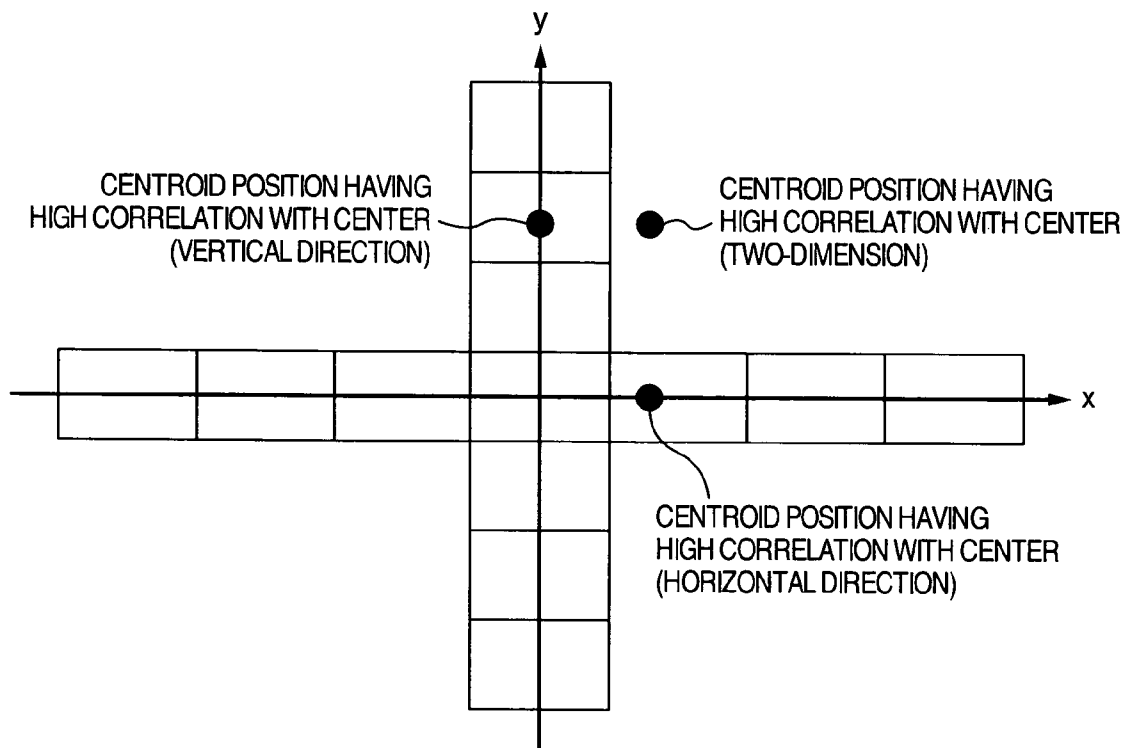 y
CENTROID POSITION HAVING
HIGH CORRELATION WITH CENTER
(VERTICAL DIRECTION)
CENTROID POSITION HAVING
HIGH CORRELATION WITH CENTER
(TWO-DIMENSION)
x
CENTROID POSITION HAVING
HIGH CORRELATION WITH CENTER
(HORIZONTAL DIRECTION)